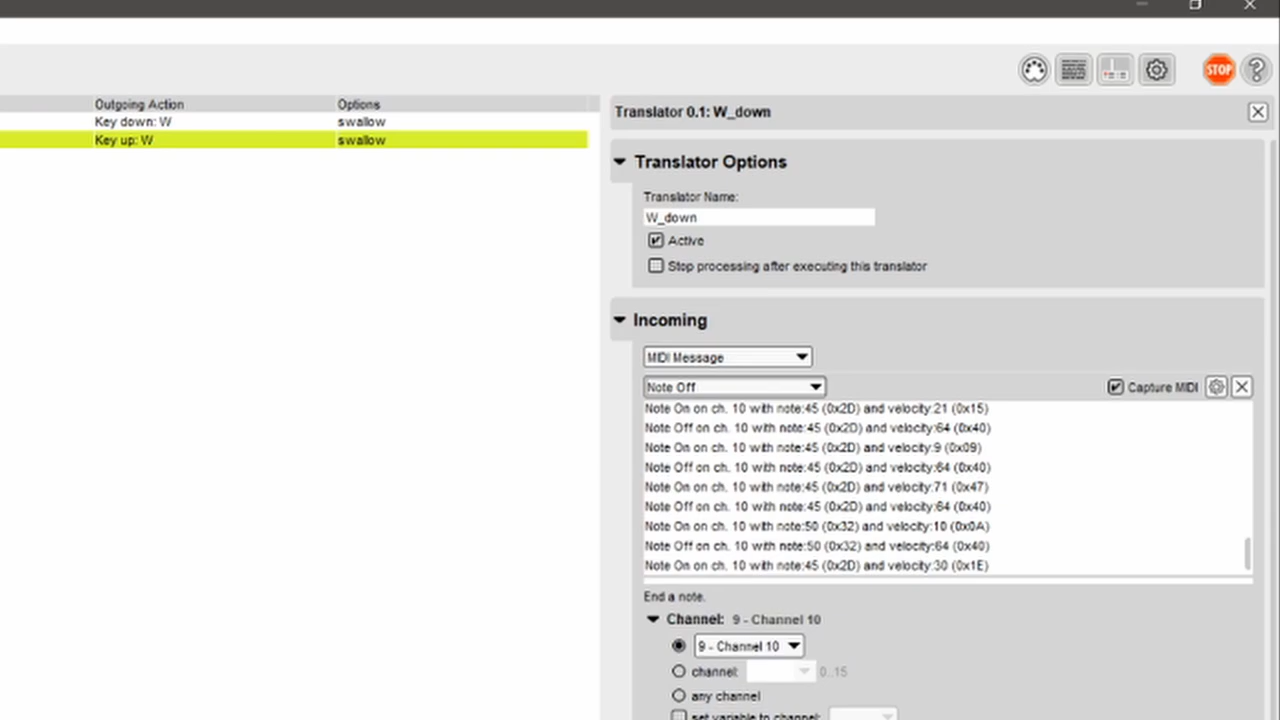 STOP ?
Outgoing Action Options
Key down: W swallow
Key up: W swallow
Translator 0.1: W_down
Translator Options
Translator Name:
W_down
Active
Stop processing after executing this translator
Incoming
MIDI Message
Note Off Capture MIDI
Note On on ch. 10 with note:45 (0x2D) and velocity:21 (0x15)
Note Off on ch. 10 with note:45 (0x2D) and velocity:64 (0x40)
Note On on ch. 10 with note:45 (0x2D) and velocity:9 (0x09)
Note Off on ch. 10 with note:45 (0x2D) and velocity:64 (0x40)
Note On on ch. 10 with note:45 (0x2D) and velocity:71 (0x47)
Note Off on ch. 10 with note:45 (0x2D) and velocity:64 (0x40)
Note On on ch. 10 with note:50 (0x32) and velocity:10 (0x0A)
Note Off on ch. 10 with note:50 (0x32) and velocity:64 (0x40)
Note On on ch. 10 with note:45 (0x2D) and velocity:30 (0x1E)
End a note.
Channel: 9 - Channel 10
9 - Channel 10
channel: 0..15
any channel
set variable to channel: